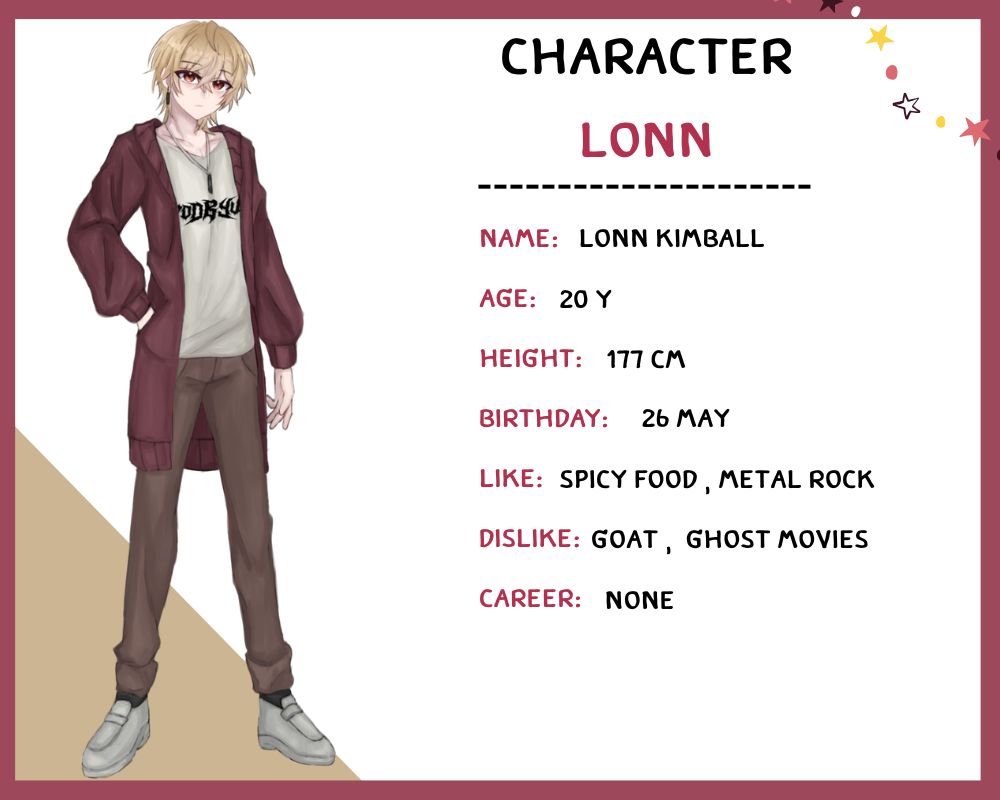 CHARACTER
LONN
NAME: LONN KIMBALL
AGE: 20 Y
HEIGHT: 177 CM
BIRTHDAY: 26 MAY
LIKE: SPICY FOOD , METAL ROCK
DISLIKE: GOAT , GHOST MOVIES
CAREER: NONE